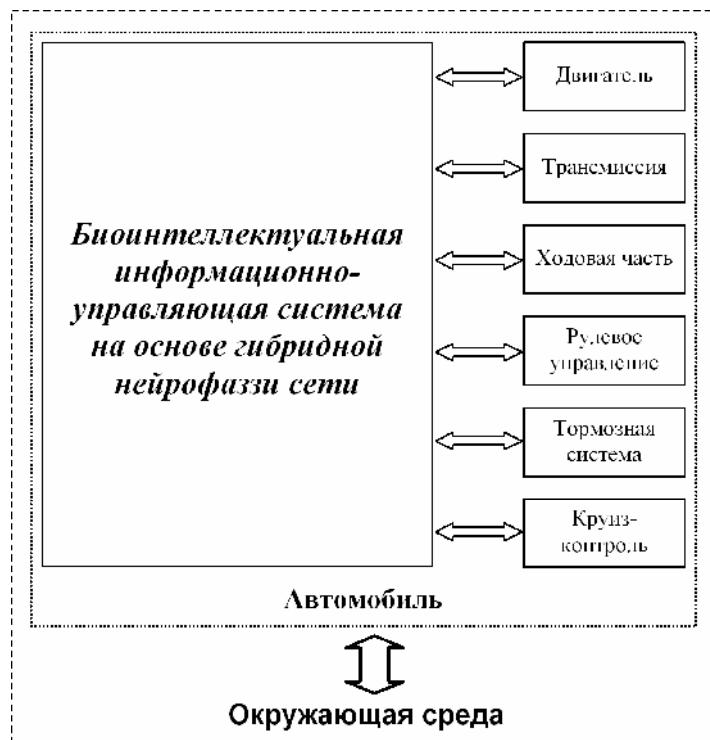 Биоинтеллектуальная
информационно-
управляющая система
на основе гибридной
нейрофаззи сети
Двигатель
Трансмиссия
Ходовая часть
Рулевое
управление
Тормозная
система
Круиз-
контроль
Автомобиль
Окружающая среда